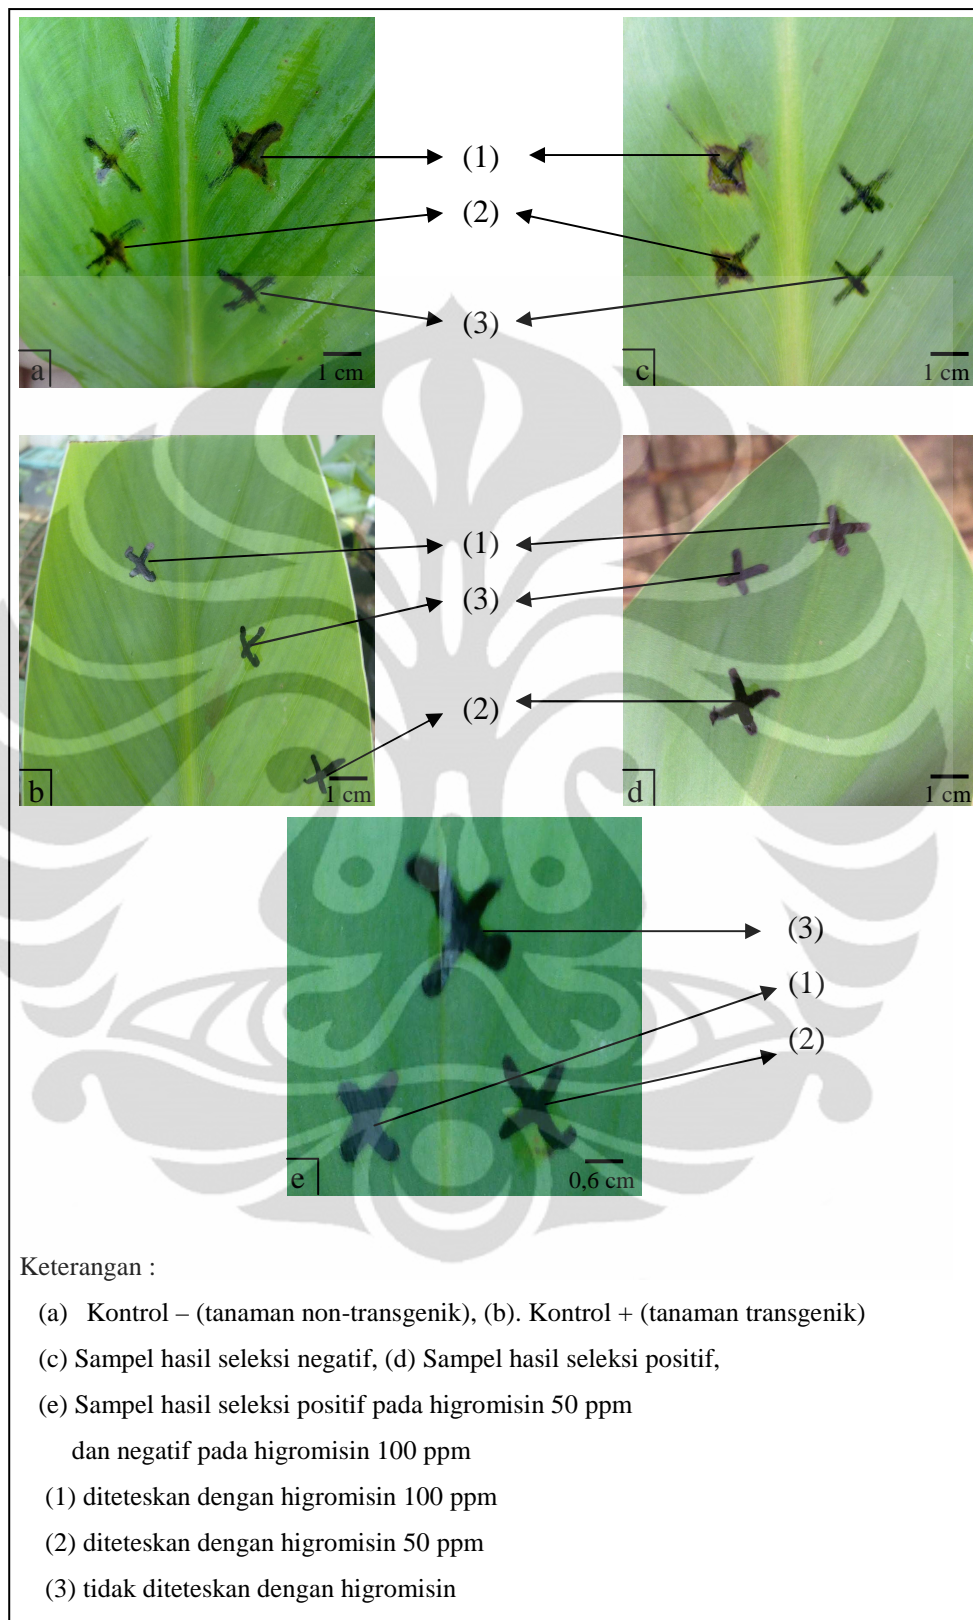 (1)
(2)
(3)
a
1 cm
c
1 cm
(1)
(3)
(2)
b
1 cm
d
1 cm
(3)
(1)
(2)
e
0,6 cm
Keterangan :
(a) Kontrol – (tanaman non-transgenik), (b). Kontrol + (tanaman transgenik)
(c) Sampel hasil seleksi negatif, (d) Sampel hasil seleksi positif,
(e) Sampel hasil seleksi positif pada higromisin 50 ppm
dan negatif pada higromisin 100 ppm
(1) diteteskan dengan higromisin 100 ppm
(2) diteteskan dengan higromisin 50 ppm
(3) tidak diteteskan dengan higromisin